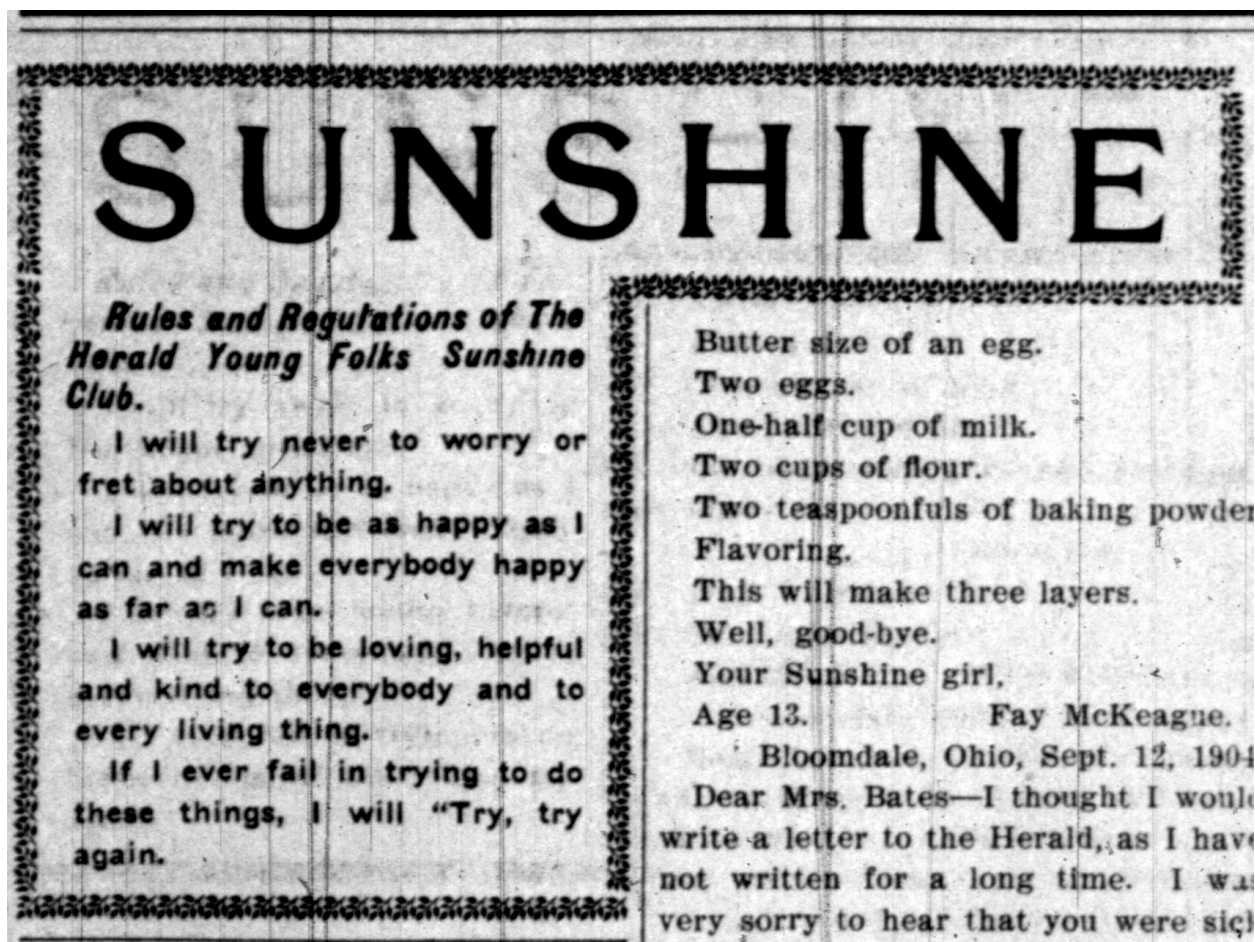 SUNSHINE
Rules and Regulations of The
Herald Young Folks Sunshine
Club.
I will try never to worry or
fret about anything.
I will try to be as happy as I
can and make everybody happy
as far as I can.
I will try to be loving, helpful
and kind to everybody and to
every living thing.
If I ever fail in trying to do
these things, I will "Try, try
again.
Butter size of an egg.
Two eggs.
One-half cup of milk.
Two cups of flour.
Two teaspoonfuls of baking powder
Flavoring.
This will make three layers.
Well, good-bye.
Your Sunshine girl,
Age 13. Fay McKeague.
Bloomdale, Ohio, Sept. 12, 1904
Dear Mrs. Bates—I thought I would
write a letter to the Herald, as I have
not written for a long time. I was
very sorry to hear that you were sick